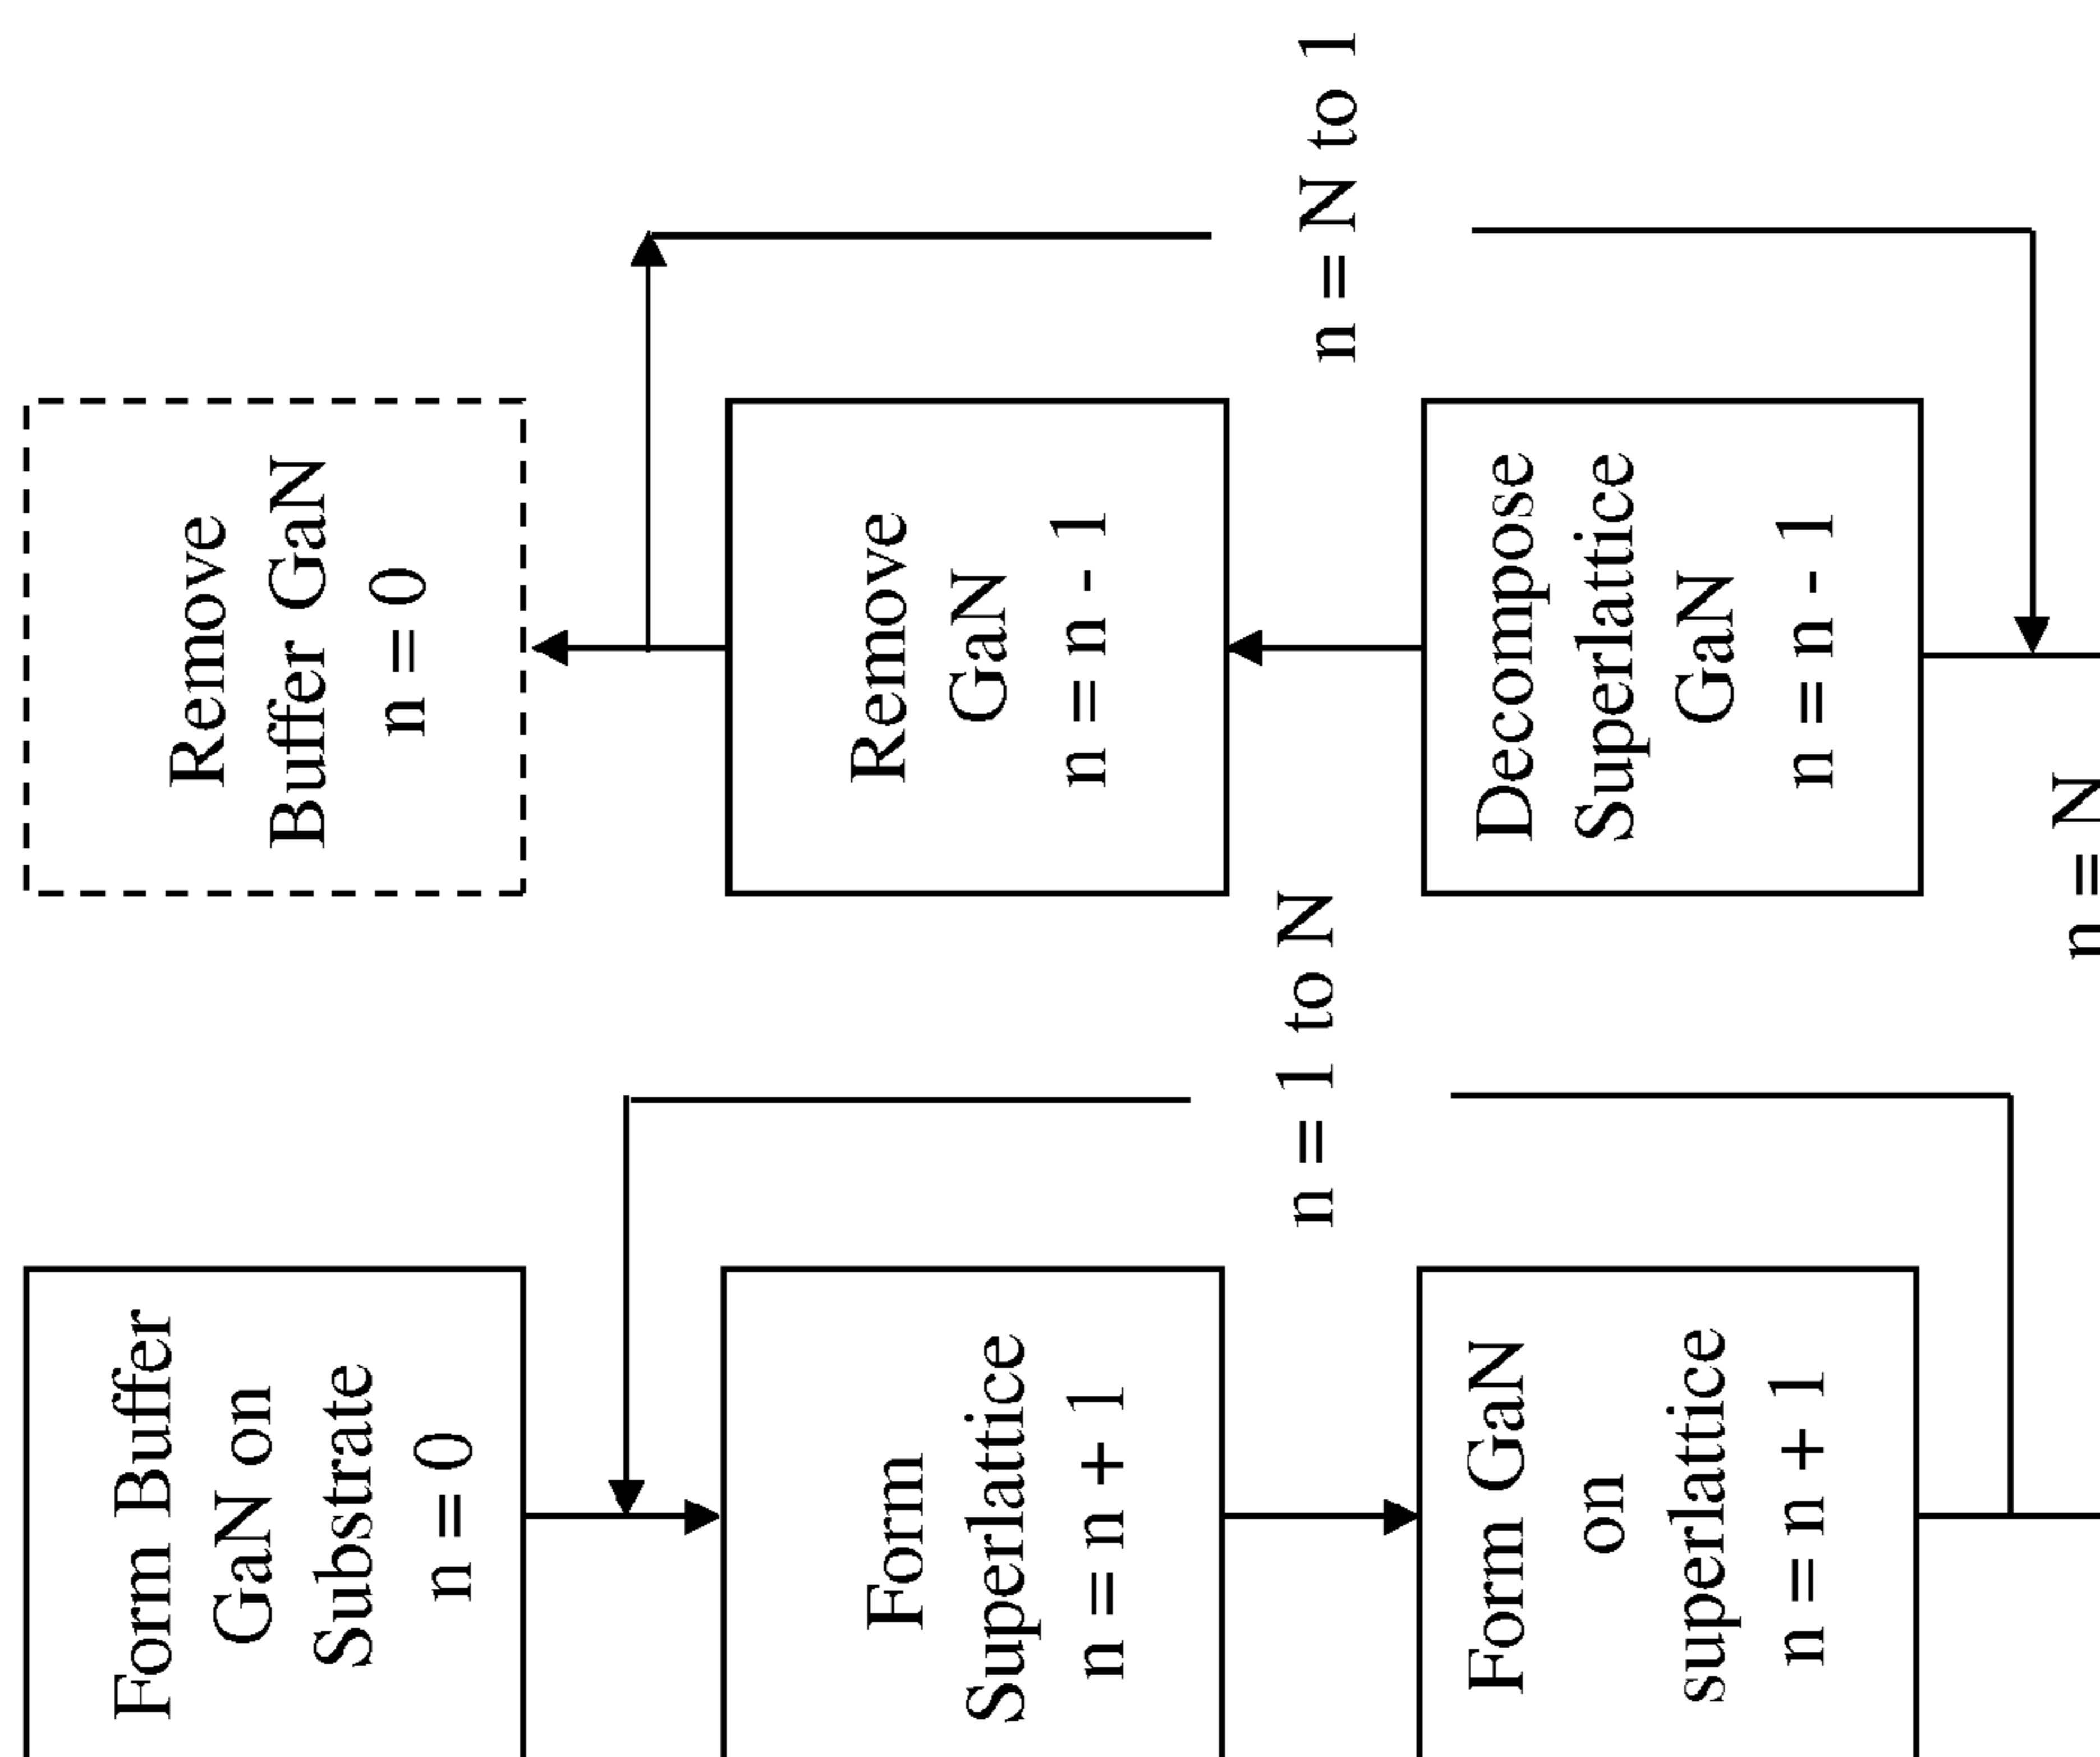 Form Buffer
GaN on
Substrate
n = 0
Form
Superlattice
n = n + 1
Form GaN
on
superlattice
n = n + 1
n = 1 to N
Remove
Buffer GaN
n = 0
Remove
GaN
n = n - 1
Decompose
Superlattice
GaN
n = n - 1
n = N
n = N to 1